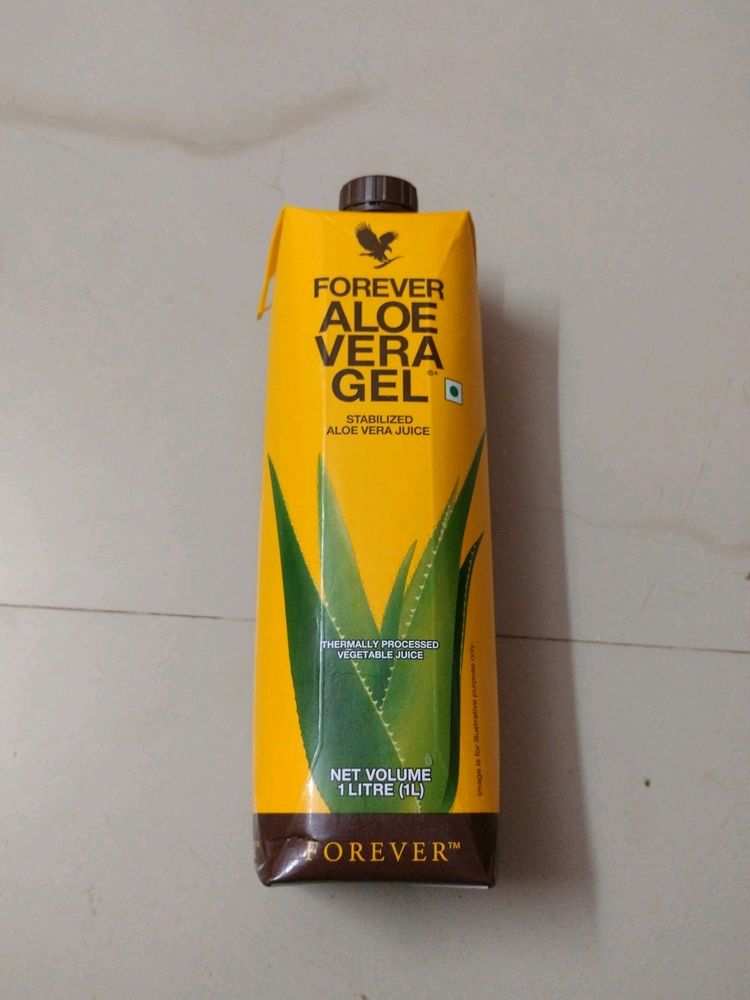 FOREVER
ALOE
VERA
GEL®*
STABILIZED
ALOE VERA JUICE
THERMALLY PROCESSED
VEGETABLE JUICE
Image is for illustrative purpose only.
NET VOLUME
1 LITRE (1L)
FOREVER™